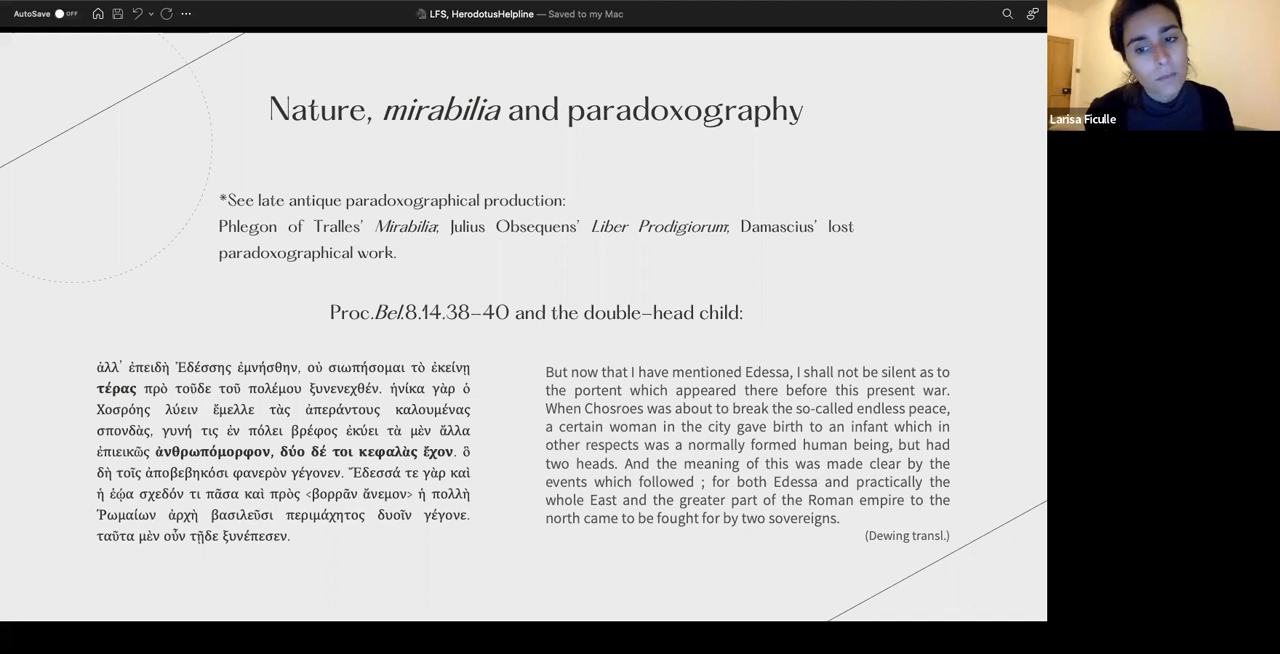 AutoSave OFF
LFS, HerodotusHelpline — Saved to my Mac
Larisa Ficulle
Nature, mirabilia and paradoxography
*See late antique paradoxographical production:
Phlegon of Tralles' Mirabilia; Julius Obsequens' Liber Prodigiorum; Damascius' lost
paradoxographical work.
Proc.Bel.8.14.38–40 and the double–head child:
ἀλλ' ἐπειδὴ Ἐδέσσης ἐμνήσθην, οὐ σιωπήσομαι τὸ ἐκείνῃ
τέρας πρὸ τοῦδε τοῦ πολέμου ξυνενεχθέν. ἡνίκα γὰρ ὁ
Χοσρόης λύειν ἔμελλε τὰς ἀπεράντους καλουμένας
σπονδὰς, γυνή τις ἐν πόλει βρέφος ἐκύει τὰ μὲν ἄλλα
ἐπιεικῶς ἀνθρωπόμορφον, δύο δέ τοι κεφαλὰς ἔχον. ὃ
δὴ τοῖς ἀποβεβηκόσι φανερὸν γέγονεν. Ἔδεσσά τε γὰρ καὶ
ἡ ἑῴα σχεδόν τι πᾶσα καὶ πρὸς <βορρᾶν ἄνεμον> ἡ πολλὴ
Ῥωμαίων ἀρχὴ βασιλεῦσι περιμάχητος δυοῖν γέγονε.
ταῦτα μὲν οὖν τῇδε ξυνέπεσεν.
But now that I have mentioned Edessa, I shall not be silent as to
the portent which appeared there before this present war.
When Chosroes was about to break the so-called endless peace,
a certain woman in the city gave birth to an infant which in
other respects was a normally formed human being, but had
two heads. And the meaning of this was made clear by the
events which followed ; for both Edessa and practically the
whole East and the greater part of the Roman empire to the
north came to be fought for by two sovereigns.
(Dewing transl.)